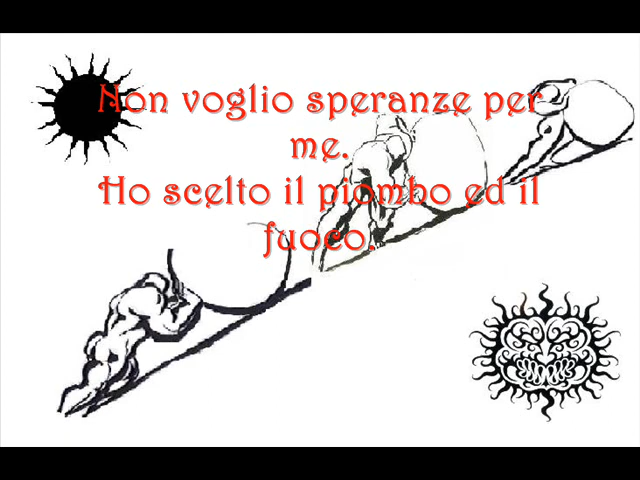 Non voglio speranze per
me.
Ho scelto il piombo ed il
fuoco.